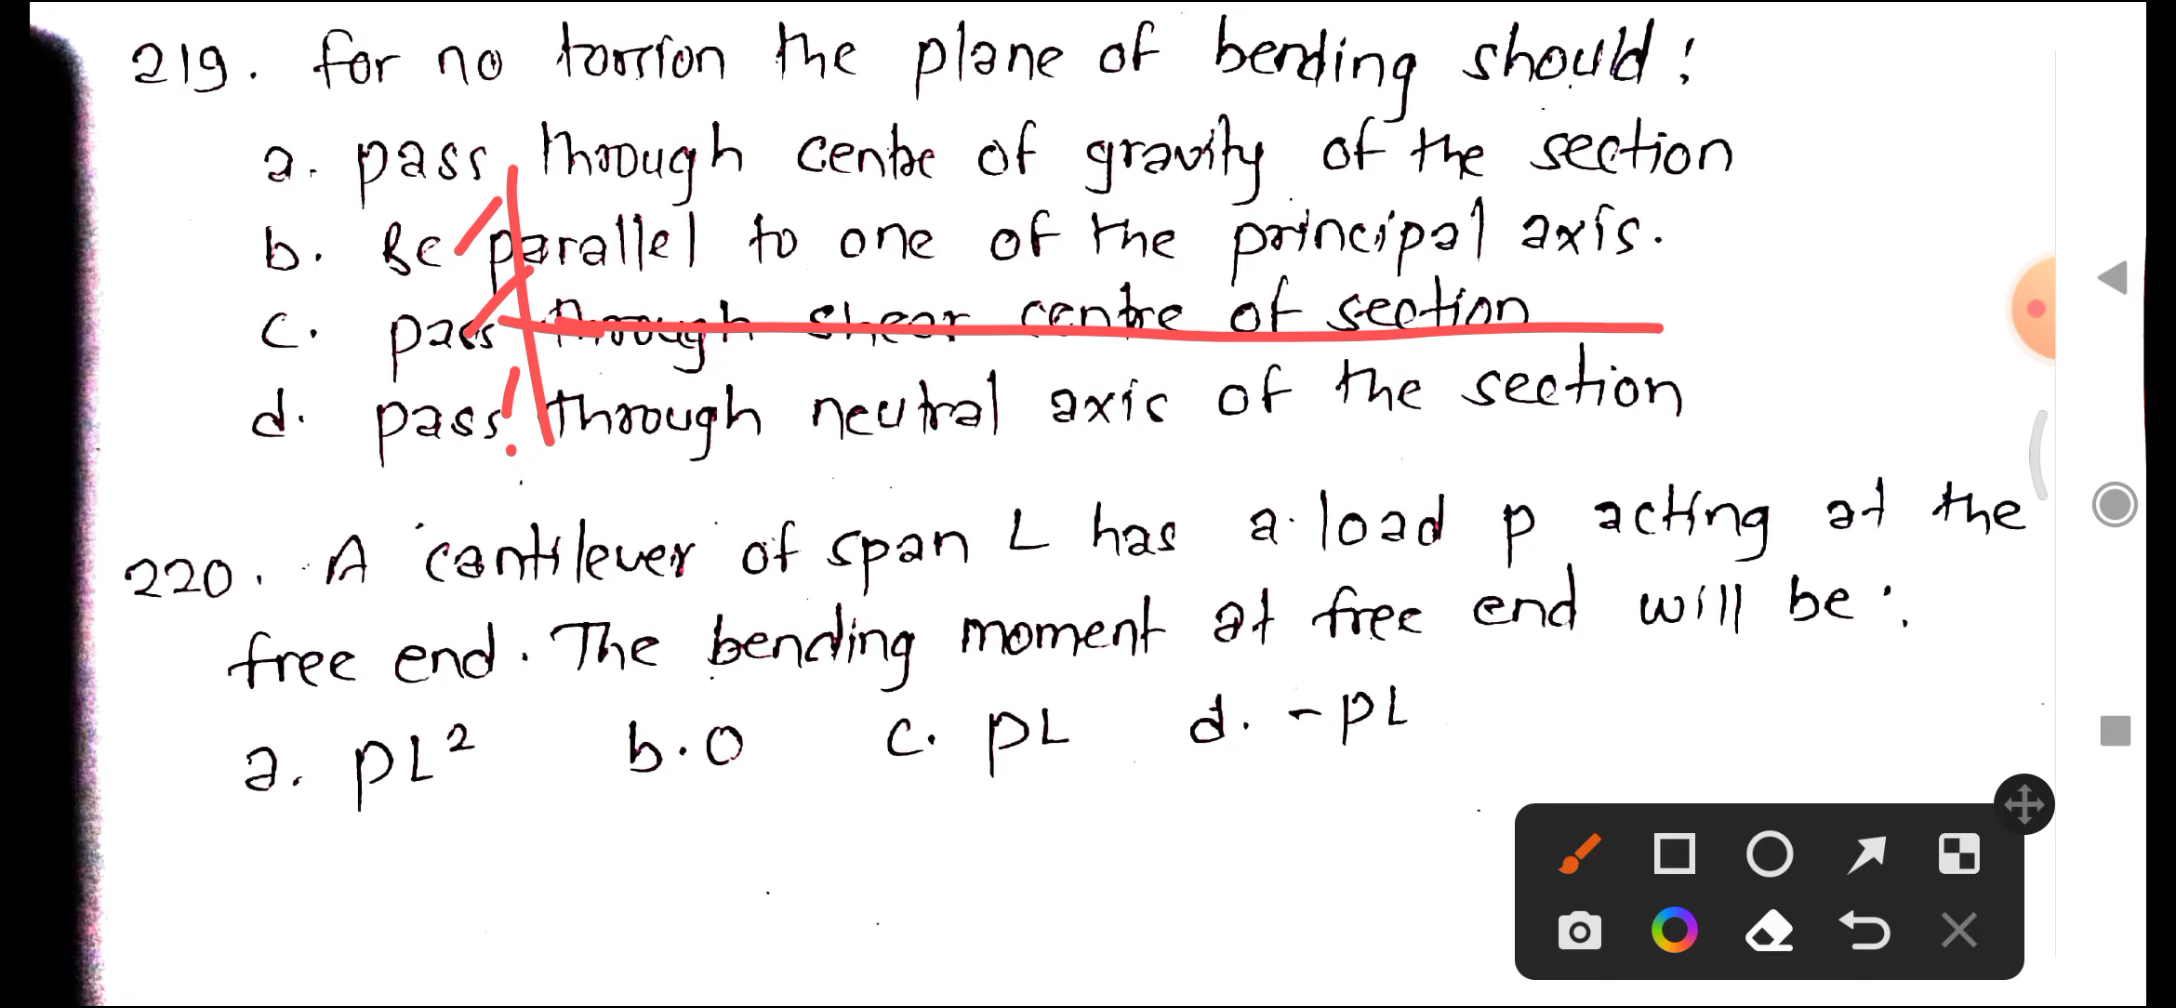 219. for no torsion the plane of bending should:
a. pass through centre of gravity of the section
b. Be parallel to one of the principal axis.
c. pass through shear centre of section
d. pass through neutral axis of the section
220. A cantilever of span L has a load p acting at the
free end. The bending moment at free end will be:
a. PL² b. 0 c. PL d. -PL